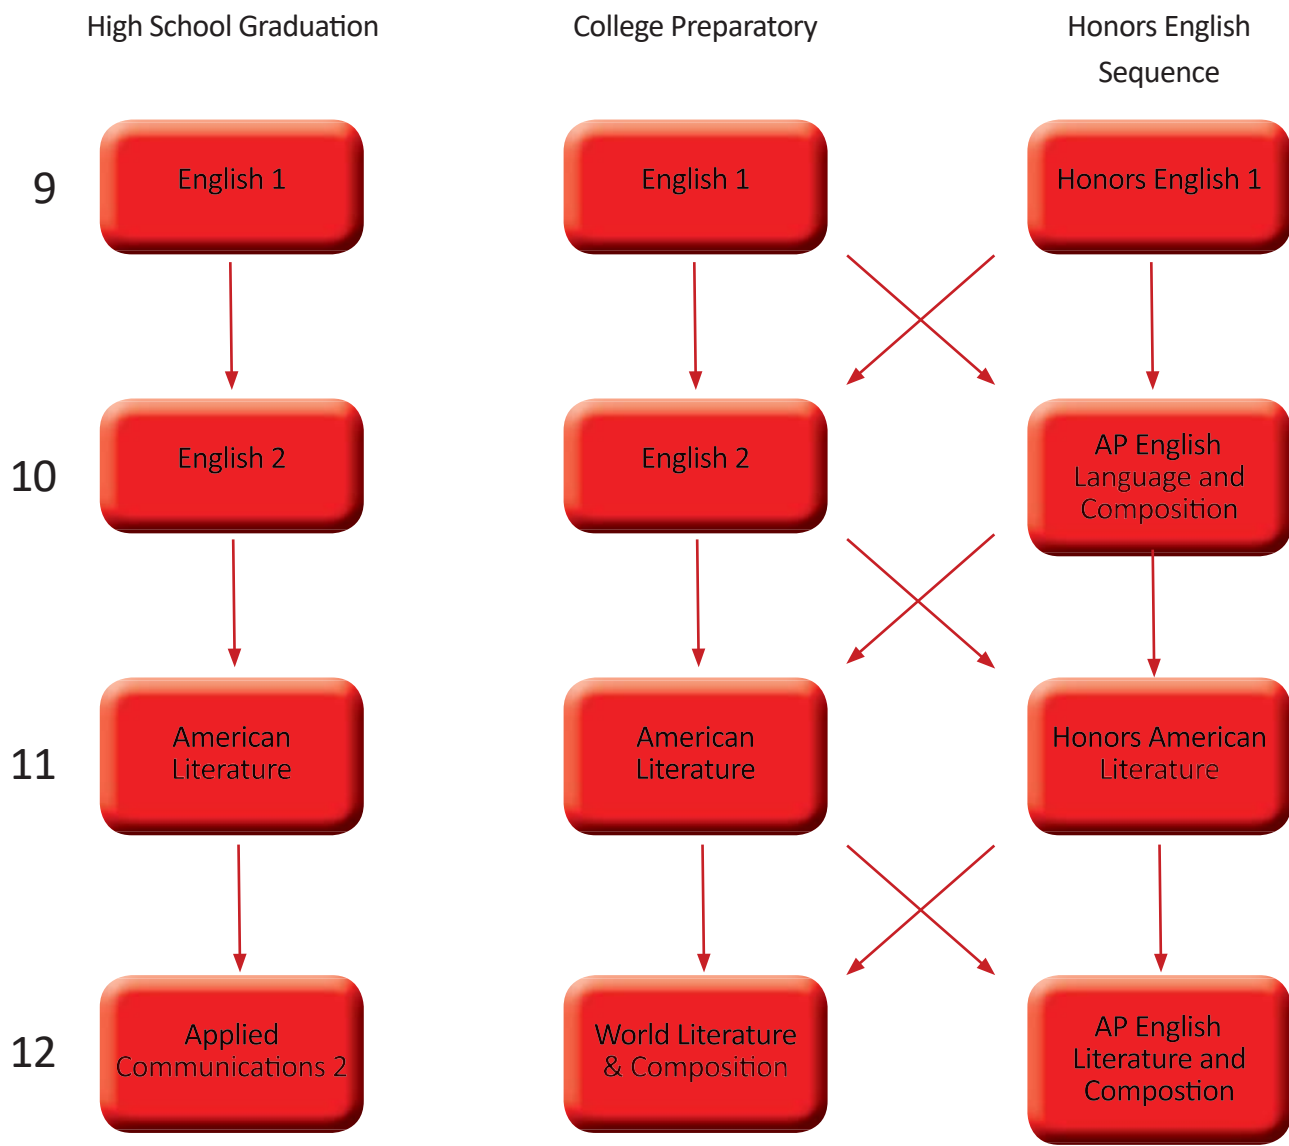 High School Graduation
College Preparatory
Honors English
Sequence
9
English 1
English 1
Honors English 1
10
English 2
English 2
AP English
Language and
Composition
11
American
Literature
American
Literature
Honors American
Literature
12
Applied
Communications 2
World Literature
& Composition
AP English
Literature and
Compostion